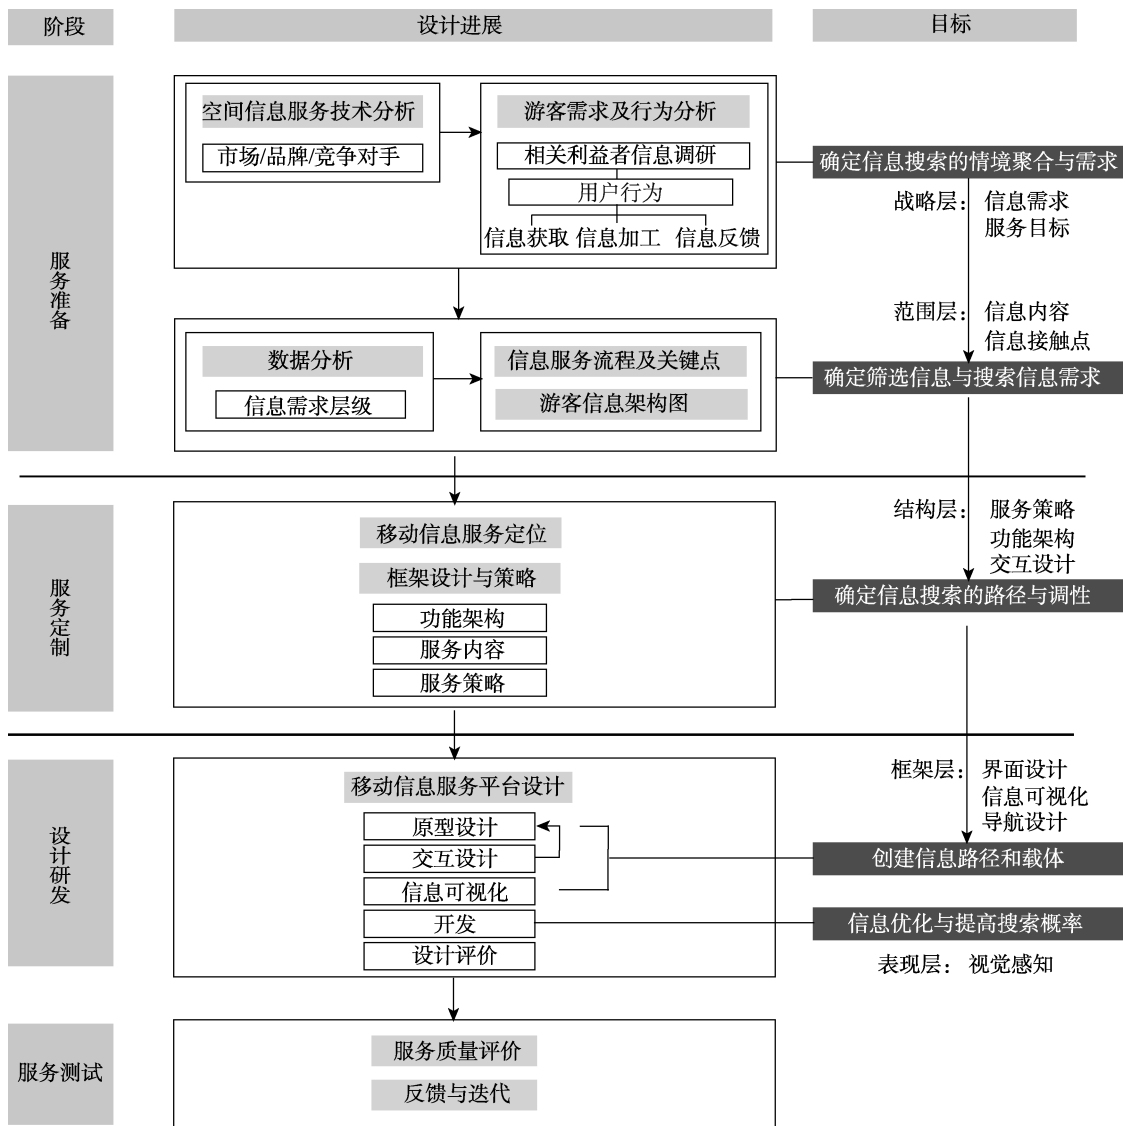 阶段
设计进展
目标
服务准备
空间信息服务技术分析
市场/品牌/竞争对手
游客需求及行为分析
相关利益者信息调研
用户行为
信息获取 信息加工 信息反馈
确定信息搜索的情境聚合与需求
战略层：信息需求
服务目标
范围层：信息内容
信息接触点
数据分析
信息需求层级
信息服务流程及关键点
游客信息架构图
确定筛选信息与搜索信息需求
服务定制
移动信息服务定位
框架设计与策略
功能架构
服务内容
服务策略
结构层：服务策略
功能架构
交互设计
确定信息搜索的路径与调性
设计研发
移动信息服务平台设计
原型设计
交互设计
信息可视化
开发
设计评价
框架层：界面设计
信息可视化
导航设计
创建信息路径和载体
信息优化与提高搜索概率
表现层：视觉感知
服务测试
服务质量评价
反馈与迭代